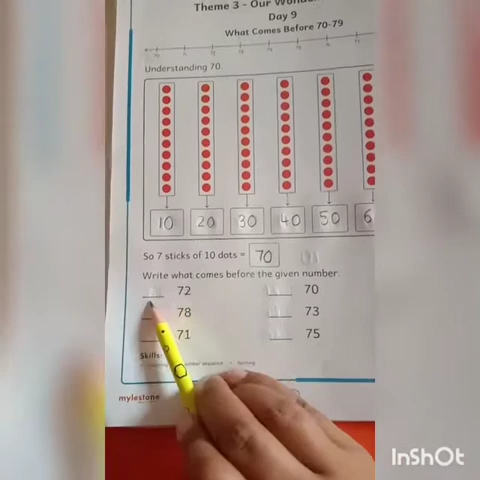 Theme 3 - Our
Day 9
What Comes Before 70-79
Understanding 70.
10 20 30 40 50 6
So 7 sticks of 10 dots = 70
Write what comes before the given number.
72 70
78 73
71 75
Skills:
mylestone
InShOt